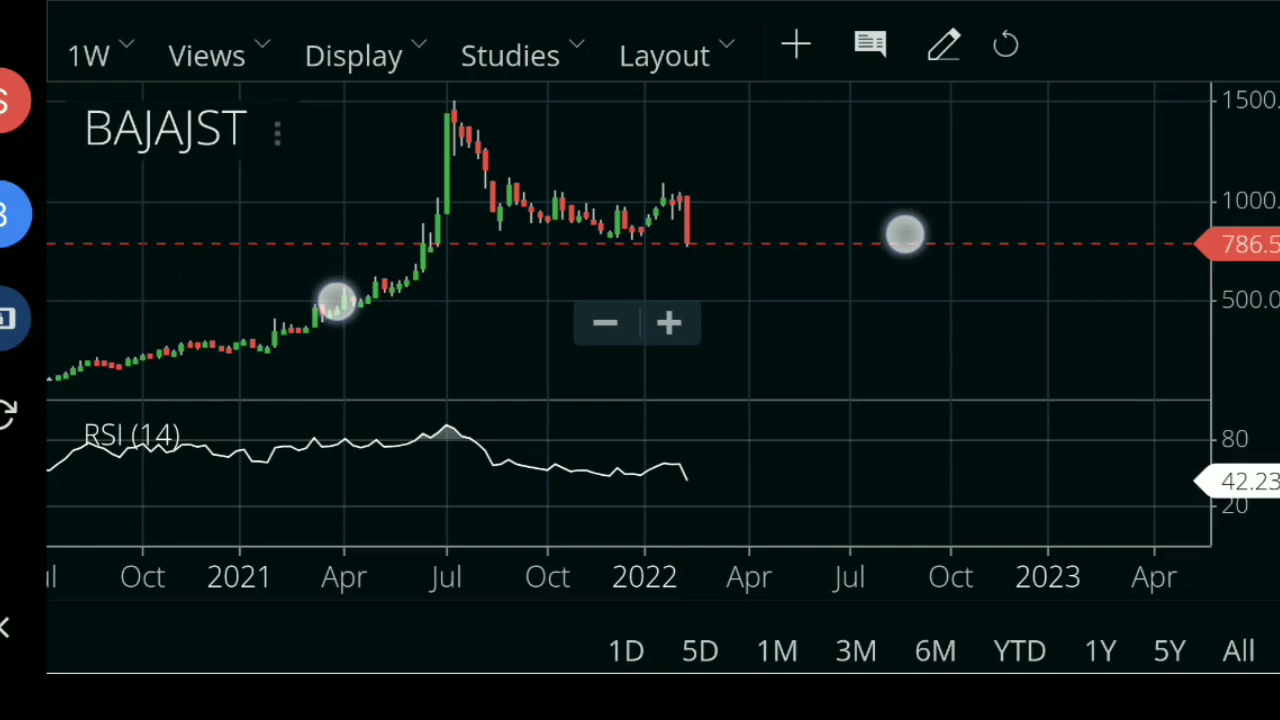 1W Views Display Studies Layout
BAJAJST
1500.
1000.
786.5
500.0
RSI (14)
80
42.23
20
Oct 2021 Apr Jul Oct 2022 Apr Jul Oct 2023 Apr
1D 5D 1M 3M 6M YTD 1Y 5Y All